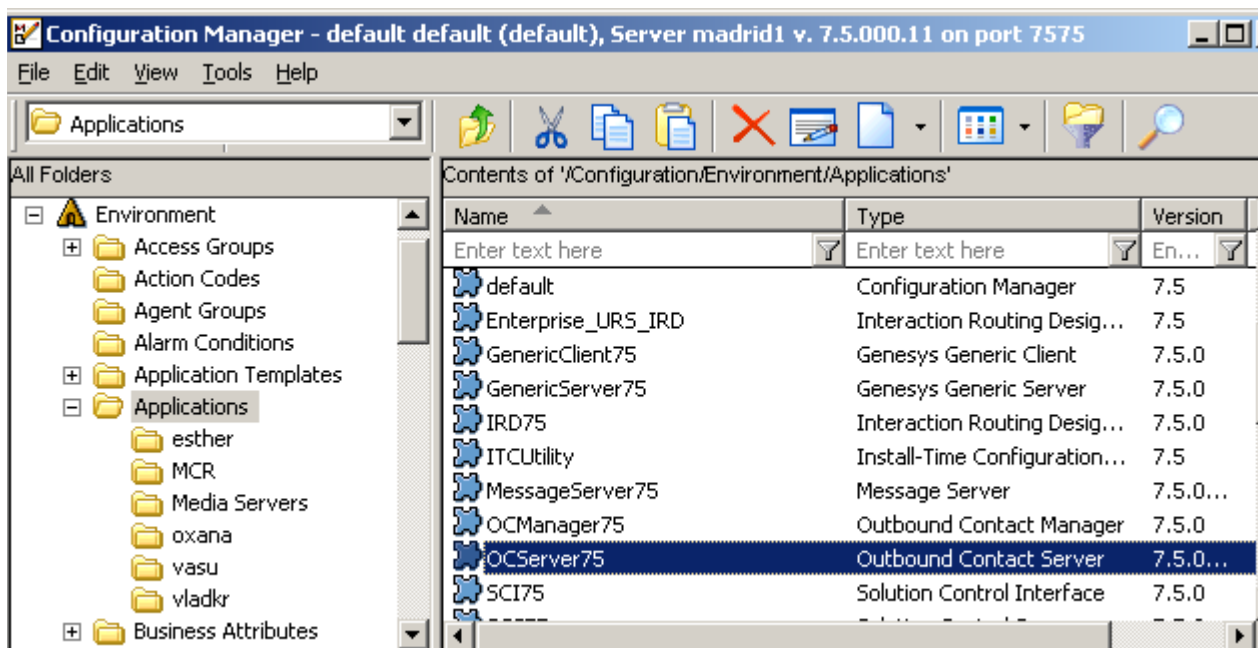 Configuration Manager - default default (default), Server madrid1 v. 7.5.000.11 on port 7575
File Edit View Tools Help
Applications
All Folders
Contents of '/Configuration/Environment/Applications'
Environment
Access Groups
Action Codes
Agent Groups
Alarm Conditions
Application Templates
Applications
esther
MCR
Media Servers
oxana
vasu
vladkr
Business Attributes
Name Type Version
Enter text here Enter text here En...
default Configuration Manager 7.5
Enterprise_URS_IRD Interaction Routing Desig... 7.5
GenericClient75 Genesys Generic Client 7.5.0
GenericServer75 Genesys Generic Server 7.5.0
IRD75 Interaction Routing Desig... 7.5.0
ITCUtility Install-Time Configuration... 7.5
MessageServer75 Message Server 7.5.0...
OCManager75 Outbound Contact Manager 7.5.0
OCServer75 Outbound Contact Server 7.5.0...
SCI75 Solution Control Interface 7.5.0